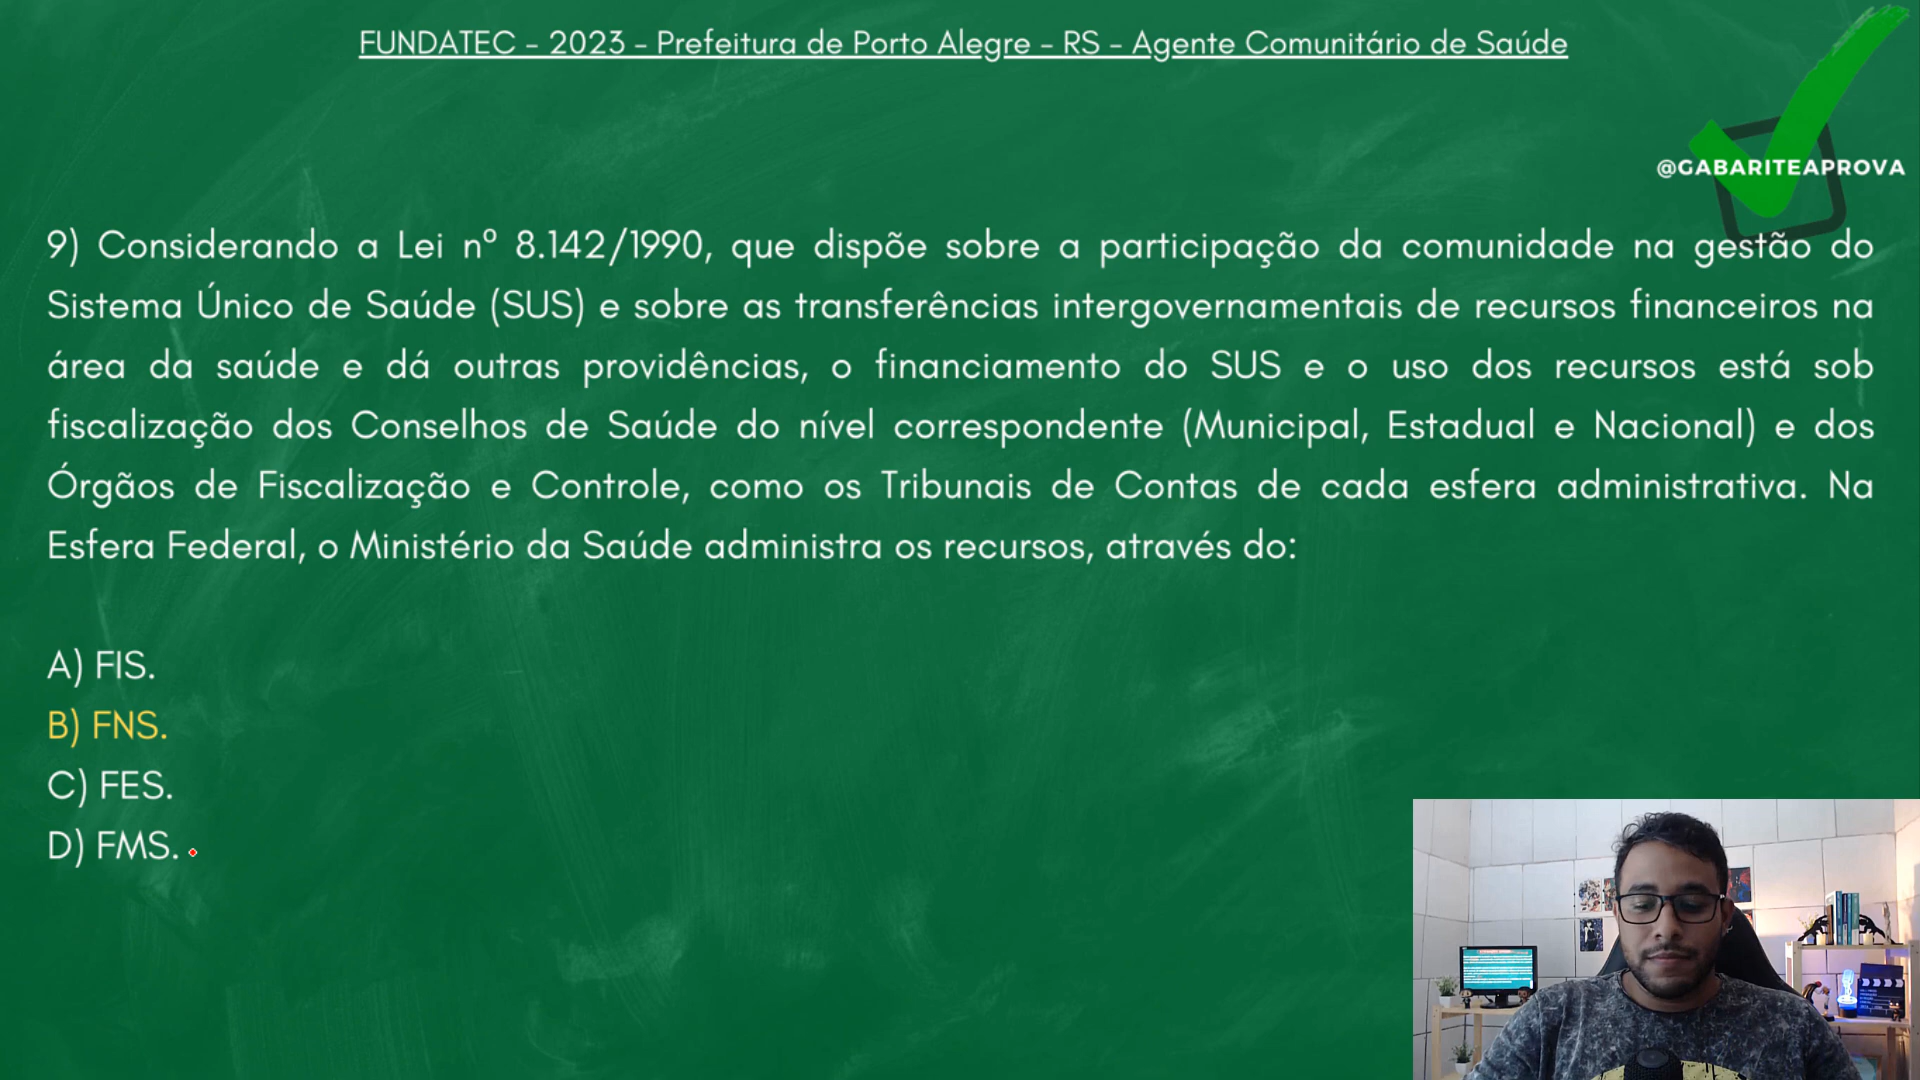 FUNDATEC - 2023 - Prefeitura de Porto Alegre - RS - Agente Comunitário de Saúde
@GABARITEAPROVA
9) Considerando a Lei nº 8.142/1990, que dispõe sobre a participação da comunidade na gestão do
Sistema Único de Saúde (SUS) e sobre as transferências intergovernamentais de recursos financeiros na
área da saúde e dá outras providências, o financiamento do SUS e o uso dos recursos está sob
fiscalização dos Conselhos de Saúde do nível correspondente (Municipal, Estadual e Nacional) e dos
Órgãos de Fiscalização e Controle, como os Tribunais de Contas de cada esfera administrativa. Na
Esfera Federal, o Ministério da Saúde administra os recursos, através do:
A) FIS.
B) FNS.
C) FES.
D) FMS.